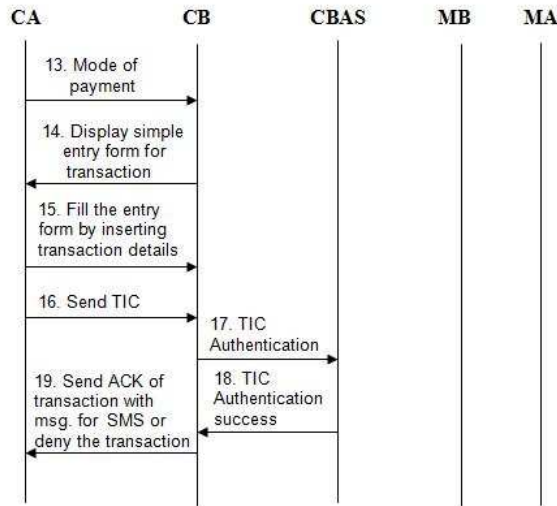 CA CB CBAS MB MA
13. Mode of
payment
14. Display simple
entry form for
transaction
15. Fill the entry
form by inserting
transaction details
16. Send TIC
17. TIC
Authentication
18. TIC
Authentication
success
19. Send ACK of
transaction with
msg. for SMS or
deny the transaction